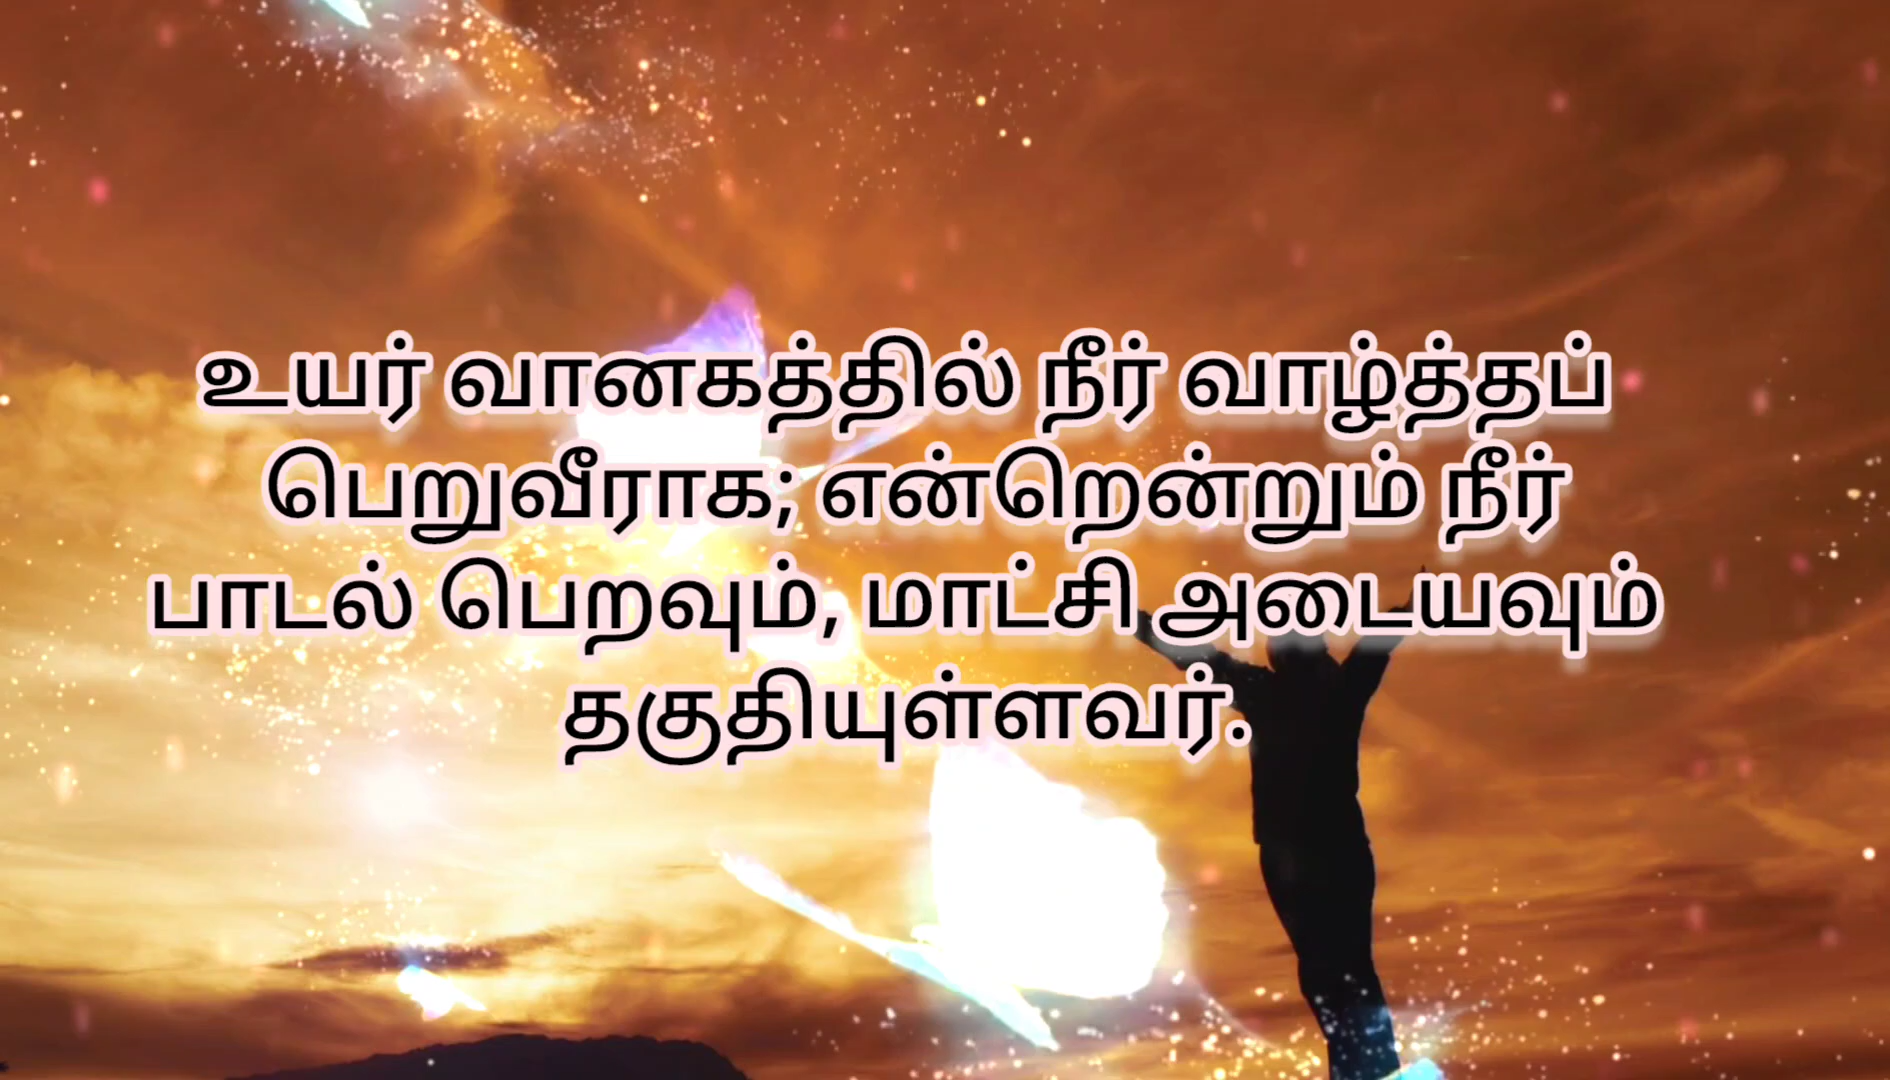 உயர் வானகத்தில் நீர் வாழ்த்தப்
பெறுவீராக; என்றென்றும் நீர்
பாடல் பெறவும், மாட்சி அடையவும்
தகுதியுள்ளவர்.